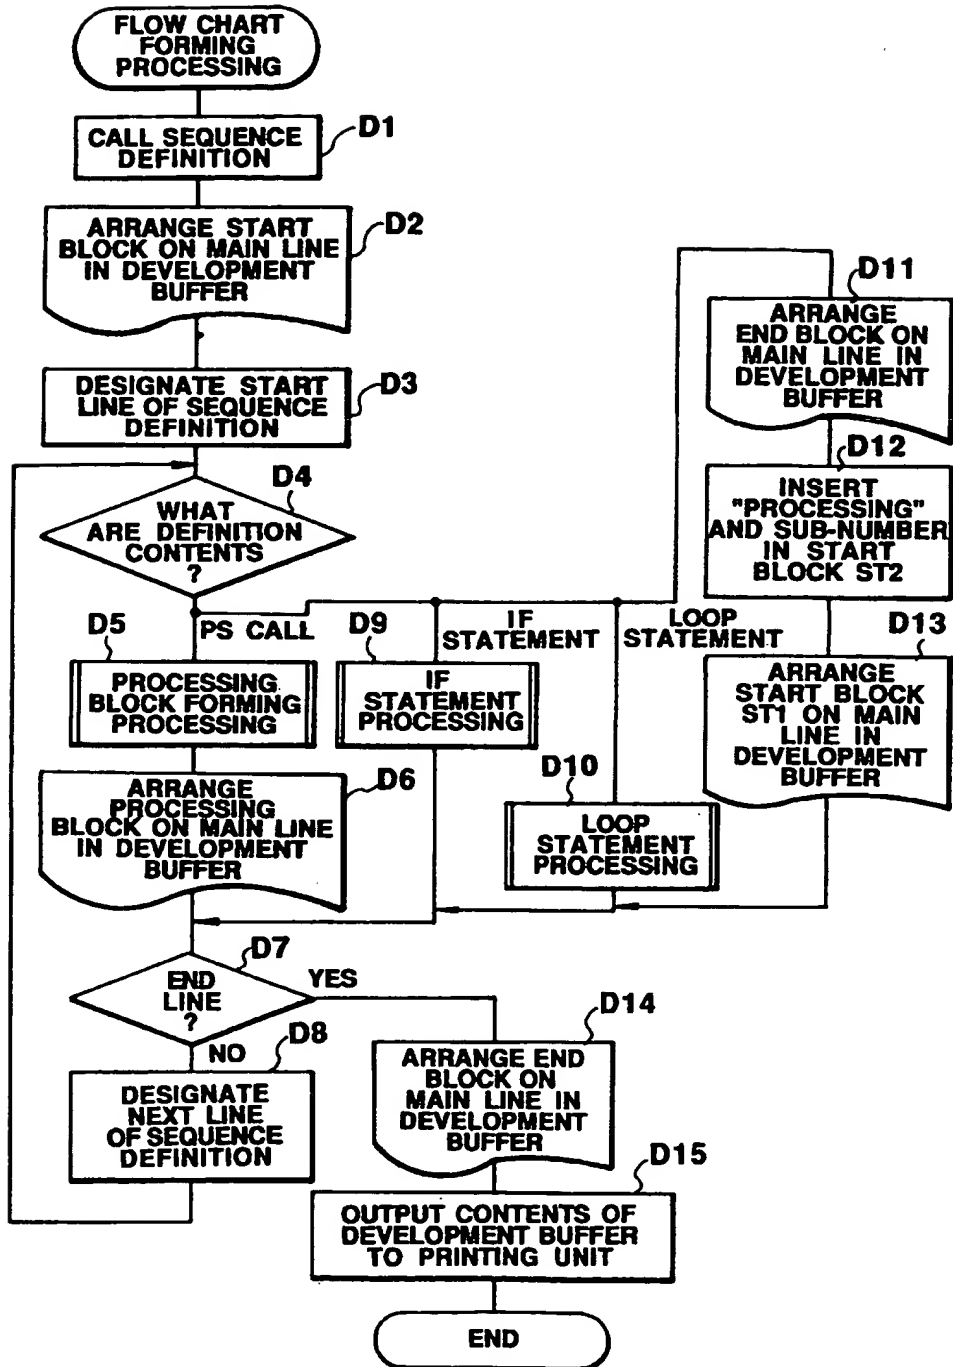 FLOW CHART
FORMING
PROCESSING
D1
CALL SEQUENCE
DEFINITION
D2
ARRANGE START
BLOCK ON MAIN LINE
IN DEVELOPMENT
BUFFER
D3
DESIGNATE START
LINE OF SEQUENCE
DEFINITION
D4
WHAT
ARE DEFINITION
CONTENTS
?
PS CALL
IF
STATEMENT
LOOP
STATEMENT
D5
PROCESSING
BLOCK FORMING
PROCESSING
D6
ARRANGE
PROCESSING
BLOCK ON MAIN LINE
IN DEVELOPMENT
BUFFER
D9
IF
STATEMENT
PROCESSING
D10
LOOP
STATEMENT
PROCESSING
D11
ARRANGE
END BLOCK ON
MAIN LINE IN
DEVELOPMENT
BUFFER
D12
INSERT
"PROCESSING"
AND SUB-NUMBER
IN START
BLOCK ST2
D13
ARRANGE
START BLOCK
ST1 ON MAIN
LINE IN
DEVELOPMENT
BUFFER
D7
END
LINE
?
YES
NO
D8
DESIGNATE
NEXT LINE
OF SEQUENCE
DEFINITION
D14
ARRANGE END
BLOCK ON
MAIN LINE IN
DEVELOPMENT
BUFFER
D15
OUTPUT CONTENTS OF
DEVELOPMENT BUFFER
TO PRINTING UNIT
END